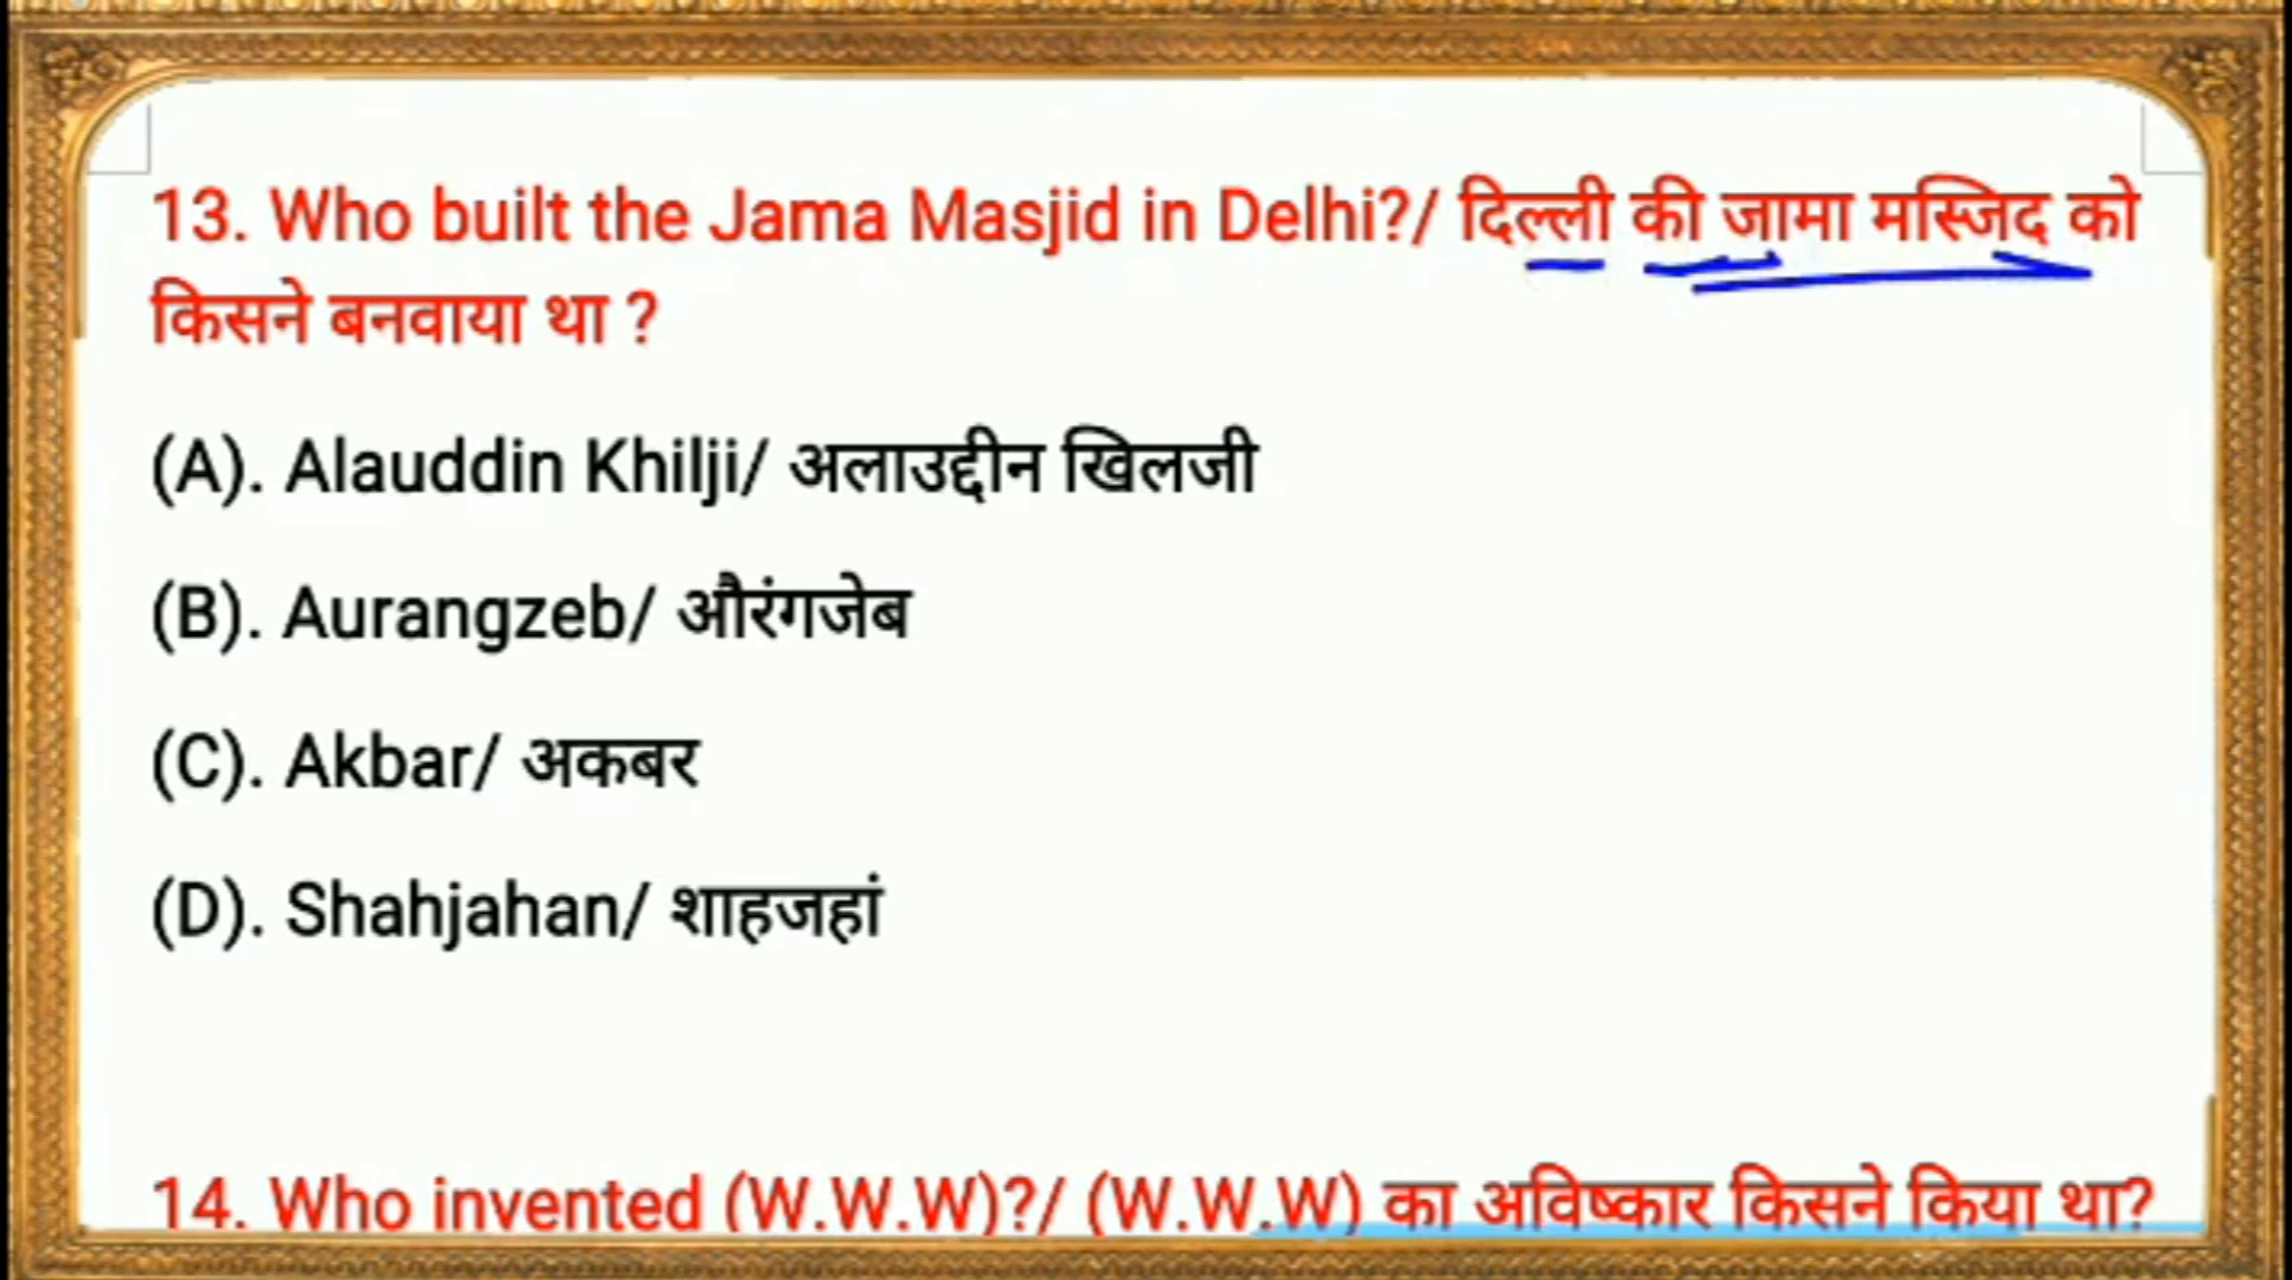 13. Who built the Jama Masjid in Delhi?/ दिल्ली की जामा मस्जिद को
किसने बनवाया था ?
(A). Alauddin Khilji/ अलाउद्दीन खिलजी
(B). Aurangzeb/ औरंगजेब
(C). Akbar/ अकबर
(D). Shahjahan/ शाहजहां
14. Who invented (W.W.W)?/ (W.W.W) का अविष्कार किसने किया था?